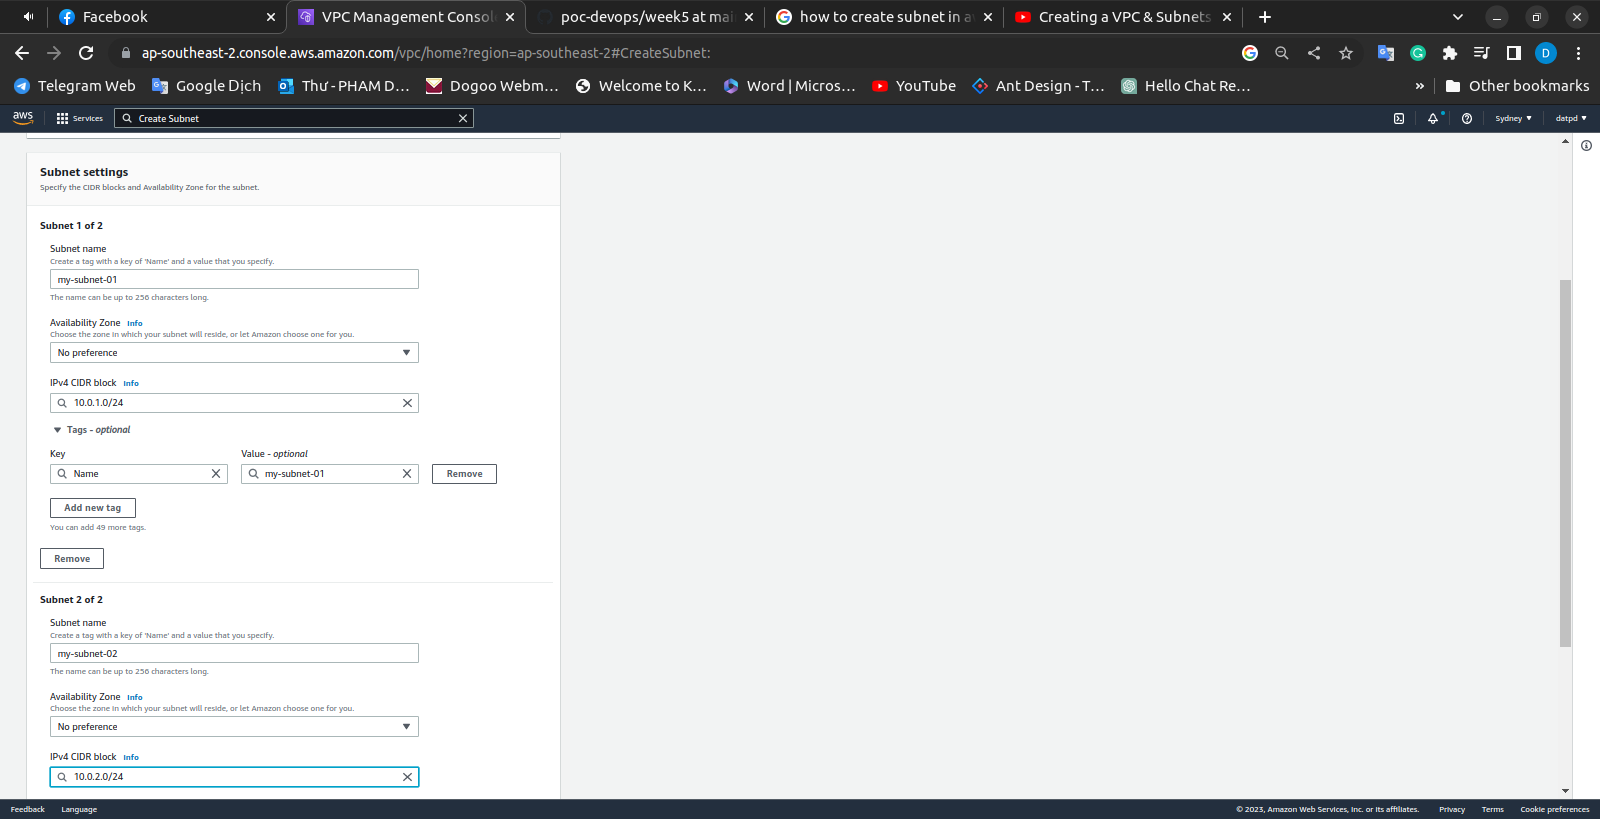 Facebook
VPC Management Consol
poc-devops/week5 at mai
how to create subnet in a
Creating a VPC & Subnets
ap-southeast-2.console.aws.amazon.com/vpc/home?region=ap-southeast-2#CreateSubnet:
D
Telegram Web
Google Dịch
Thư - PHAM D...
Dogoo Webm...
Welcome to K...
Word | Micros...
YouTube
Ant Design - T...
Hello Chat Re...
»
Other bookmarks
aws
Services
Create Subnet
Sydney
datpd
Subnet settings
Specify the CIDR blocks and Availability Zone for the subnet.
Subnet 1 of 2
Subnet name
Create a tag with a key of 'Name' and a value that you specify.
my-subnet-01
The name can be up to 256 characters long.
Availability Zone Info
Choose the zone in which your subnet will reside, or let Amazon choose one for you.
No preference
IPv4 CIDR block Info
10.0.1.0/24
Tags - optional
Key
Value - optional
Name
my-subnet-01
Remove
Add new tag
You can add 49 more tags.
Remove
Subnet 2 of 2
Subnet name
Create a tag with a key of 'Name' and a value that you specify.
my-subnet-02
The name can be up to 256 characters long.
Availability Zone Info
Choose the zone in which your subnet will reside, or let Amazon choose one for you.
No preference
IPv4 CIDR block Info
10.0.2.0/24
Feedback
Language
© 2023, Amazon Web Services, Inc. or its affiliates.
Privacy
Terms
Cookie preferences